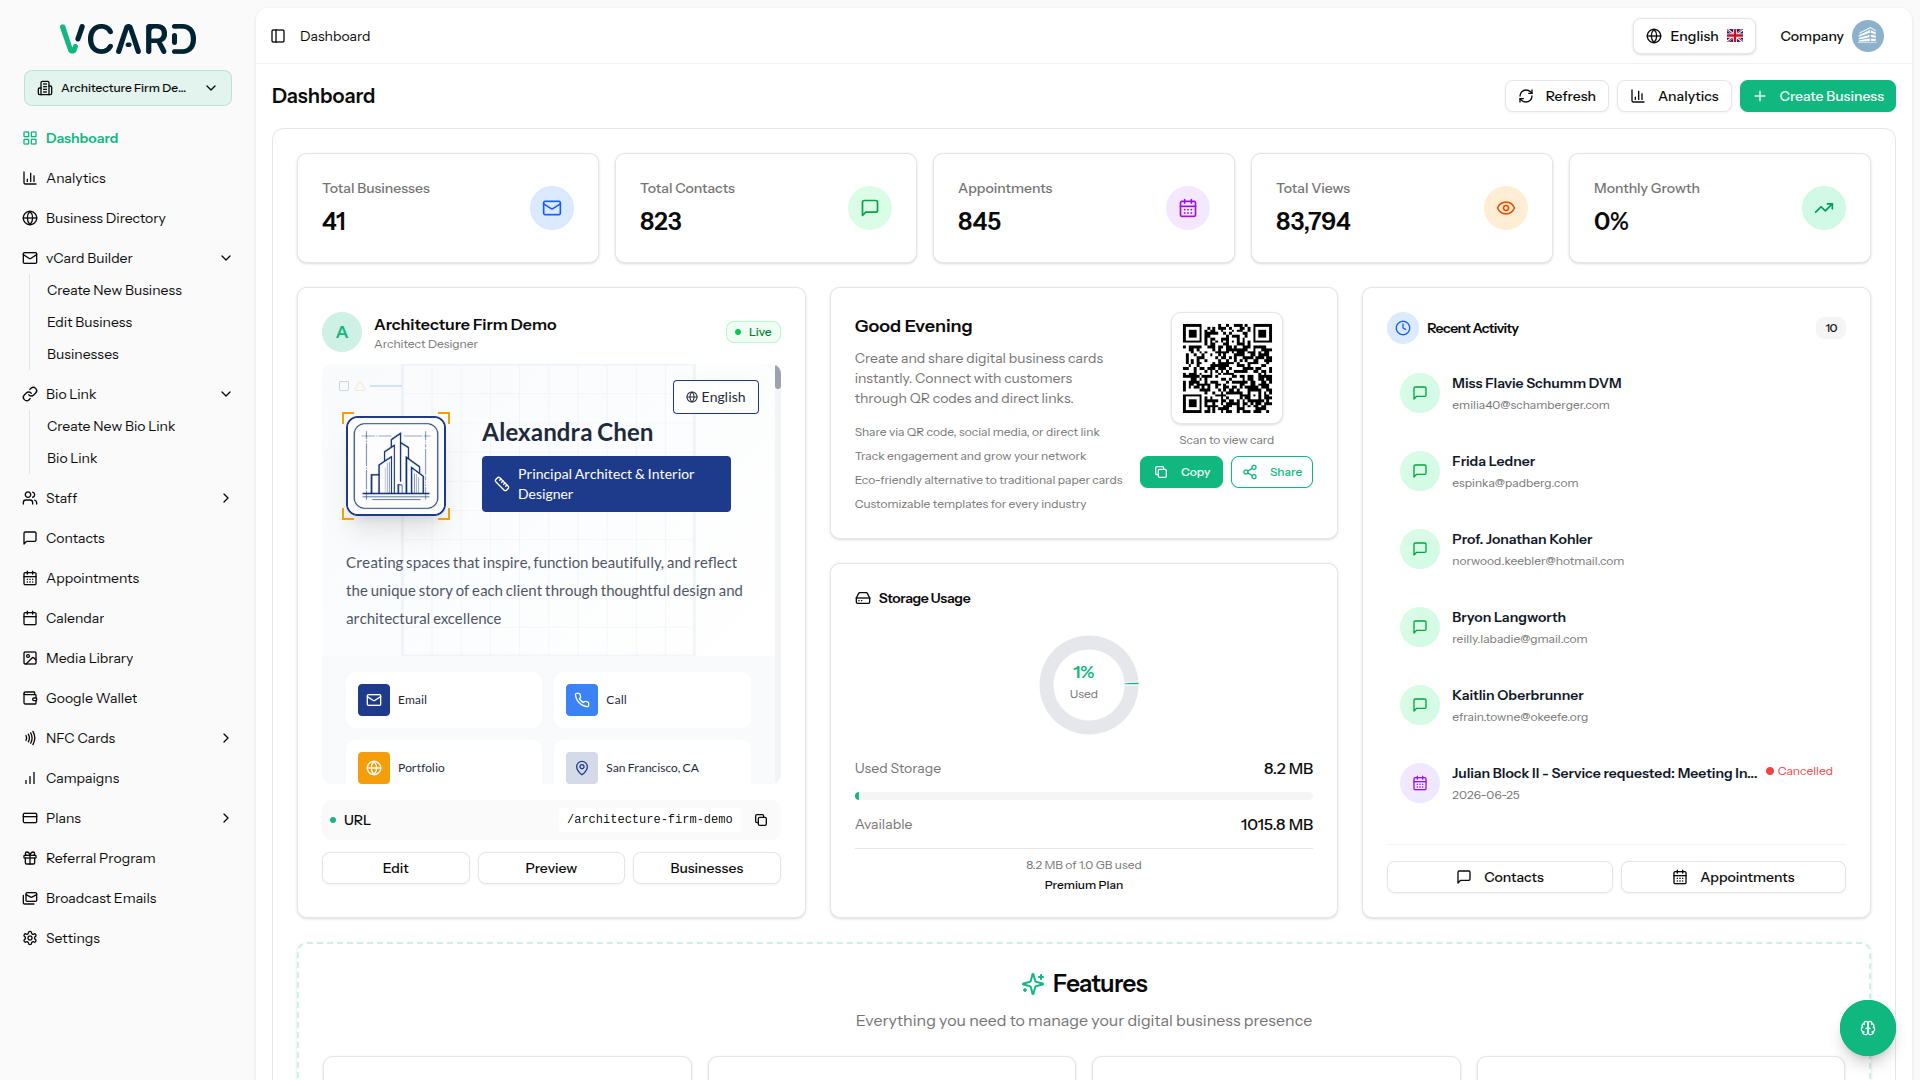 VCARD
Architecture Firm De...
Dashboard
Analytics
Business Directory
vCard Builder
Create New Business
Edit Business
Businesses
Bio Link
Create New Bio Link
Bio Link
Staff
Contacts
Appointments
Calendar
Media Library
Google Wallet
NFC Cards
Campaigns
Plans
Referral Program
Broadcast Emails
Settings
Dashboard
English
Company
Dashboard
Refresh
Analytics
Create Business
Total Businesses
41
Total Contacts
823
Appointments
845
Total Views
83,794
Monthly Growth
0%
A
Architecture Firm Demo
Architect Designer
Live
English
Alexandra Chen
Principal Architect & Interior
Designer
Creating spaces that inspire, function beautifully, and reflect
the unique story of each client through thoughtful design and
architectural excellence
Email
Call
Portfolio
San Francisco, CA
URL
/architecture-firm-demo
Edit
Preview
Businesses
Good Evening
Create and share digital business cards
instantly. Connect with customers
through QR codes and direct links.
Share via QR code, social media, or direct link
Track engagement and grow your network
Eco-friendly alternative to traditional paper cards
Customizable templates for every industry
Scan to view card
Copy
Share
Storage Usage
1%
Used
Used Storage
8.2 MB
Available
1015.8 MB
8.2 MB of 1.0 GB used
Premium Plan
Recent Activity
10
Miss Flavie Schumm DVM
emilia40@schamberger.com
Frida Ledner
espinka@padberg.com
Prof. Jonathan Kohler
norwood.keebler@hotmail.com
Bryon Langworth
reilly.labadie@gmail.com
Kaitlin Oberbrunner
efrain.towne@okeefe.org
Julian Block II - Service requested: Meeting In...
Cancelled
2026-06-25
Contacts
Appointments
Features
Everything you need to manage your digital business presence